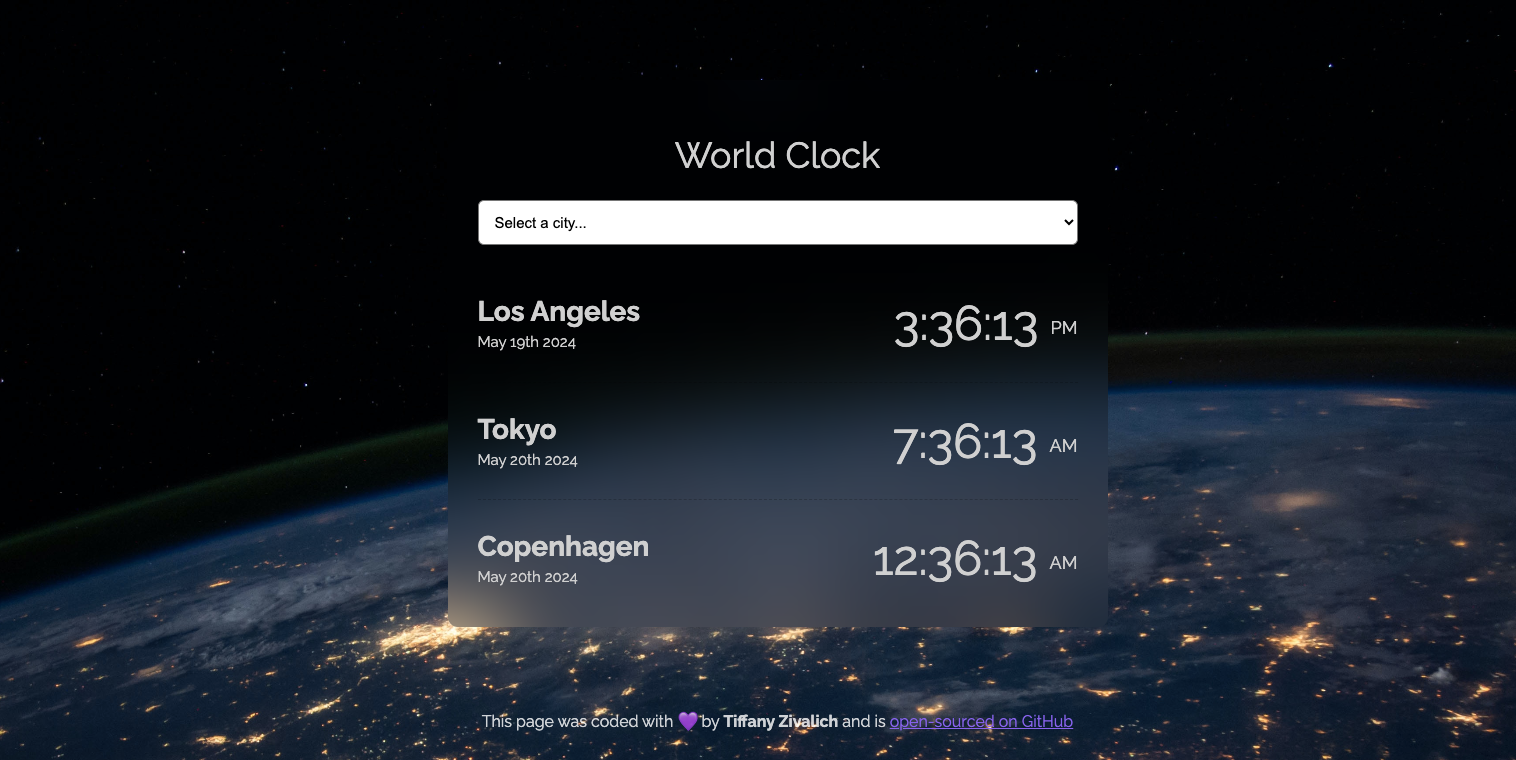 World Clock
Select a city...
Los Angeles
May 19th 2024
3:36:13 PM
Tokyo
May 20th 2024
7:36:13 AM
Copenhagen
May 20th 2024
12:36:13 AM
This page was coded with 💜 by Tiffany Zivalich and is open-sourced on GitHub